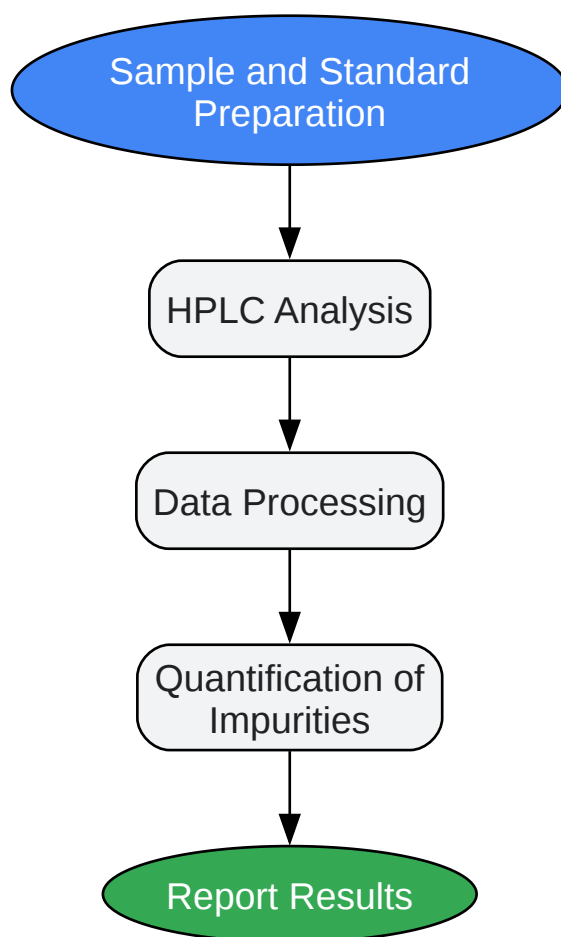 Sample and Standard
Preparation
HPLC Analysis
Data Processing
Quantification of
Impurities
Report Results